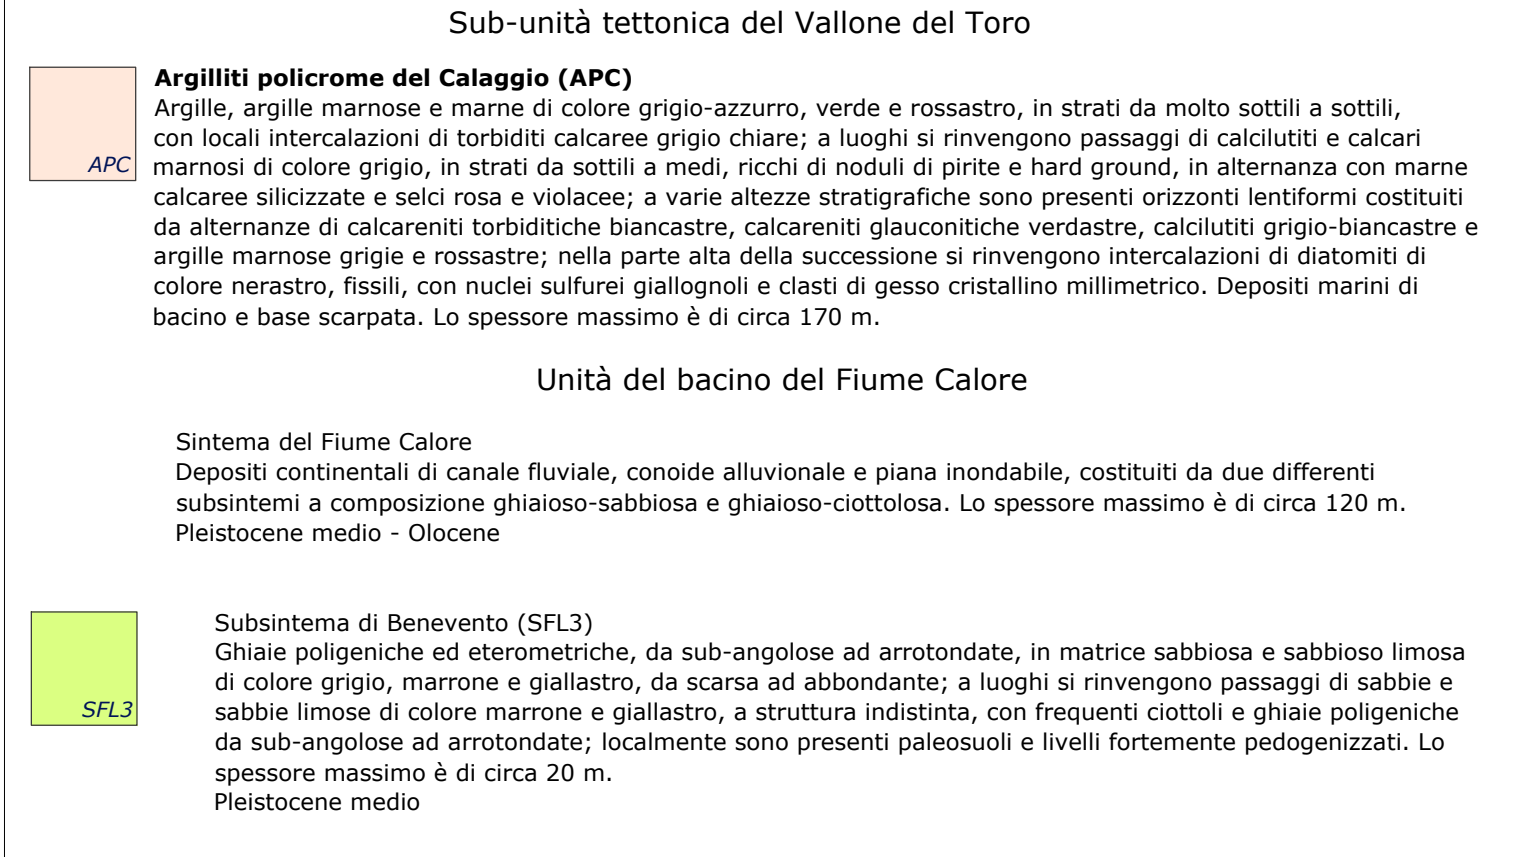 Sub-unità tettonica del Vallone del Toro
Argilliti policrome del Calaggio (APC)
Argille, argille marnose e marne di colore grigio-azzurro, verde e rossastro, in strati da molto sottili a sottili,
con locali intercalazioni di torbiditi calcaree grigio chiare; a luoghi si rinvengono passaggi di calcilutiti e calcari
APC
marnosi di colore grigio, in strati da sottili a medi, ricchi di noduli di pirite e hard ground, in alternanza con marne
calcaree silicizzate e selci rosa e violacee; a varie altezze stratigrafiche sono presenti orizzonti lentiformi costituiti
da alternanze di calcareniti torbiditiche biancastre, calcareniti glauconitiche verdastre, calcilutiti grigio-biancastre e
argille marnose grigie e rossastre; nella parte alta della successione si rinvengono intercalazioni di diatomiti di
colore nerastro, fissili, con nuclei sulfurei giallognoli e clasti di gesso cristallino millimetrico. Depositi marini di
bacino e base scarpata. Lo spessore massimo è di circa 170 m.
Unità del bacino del Fiume Calore
Sintema del Fiume Calore
Depositi continentali di canale fluviale, conoide alluvionale e piana inondabile, costituiti da due differenti
subsintemi a composizione ghiaioso-sabbiosa e ghiaioso-ciottolosa. Lo spessore massimo è di circa 120 m.
Pleistocene medio - Olocene
Subsintema di Benevento (SFL3)
Ghiaie poligeniche ed eterometriche, da sub-angolose ad arrotondate, in matrice sabbiosa e sabbioso limosa
di colore grigio, marrone e giallastro, da scarsa ad abbondante; a luoghi si rinvengono passaggi di sabbie e
SFL3
sabbie limose di colore marrone e giallastro, a struttura indistinta, con frequenti ciottoli e ghiaie poligeniche
da sub-angolose ad arrotondate; localmente sono presenti paleosuoli e livelli fortemente pedogenizzati. Lo
spessore massimo è di circa 20 m.
Pleistocene medio